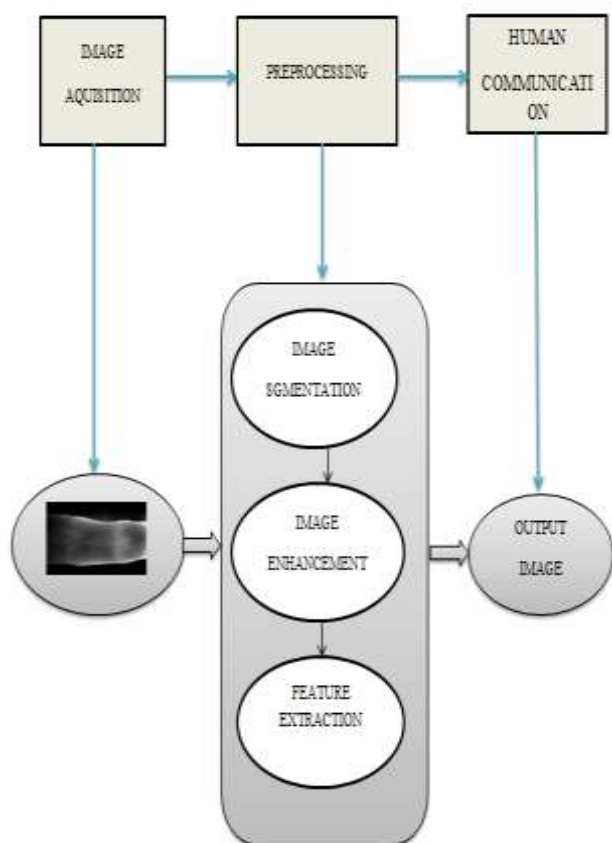 IMAGE
AQUISITION
PREPROCESSING
HUMAN
COMMUNICATI
ON
IMAGE
SGMENTATION
IMAGE
ENHANCEMENT
FEATURE
EXTRACTION
OUTPUT
IMAGE